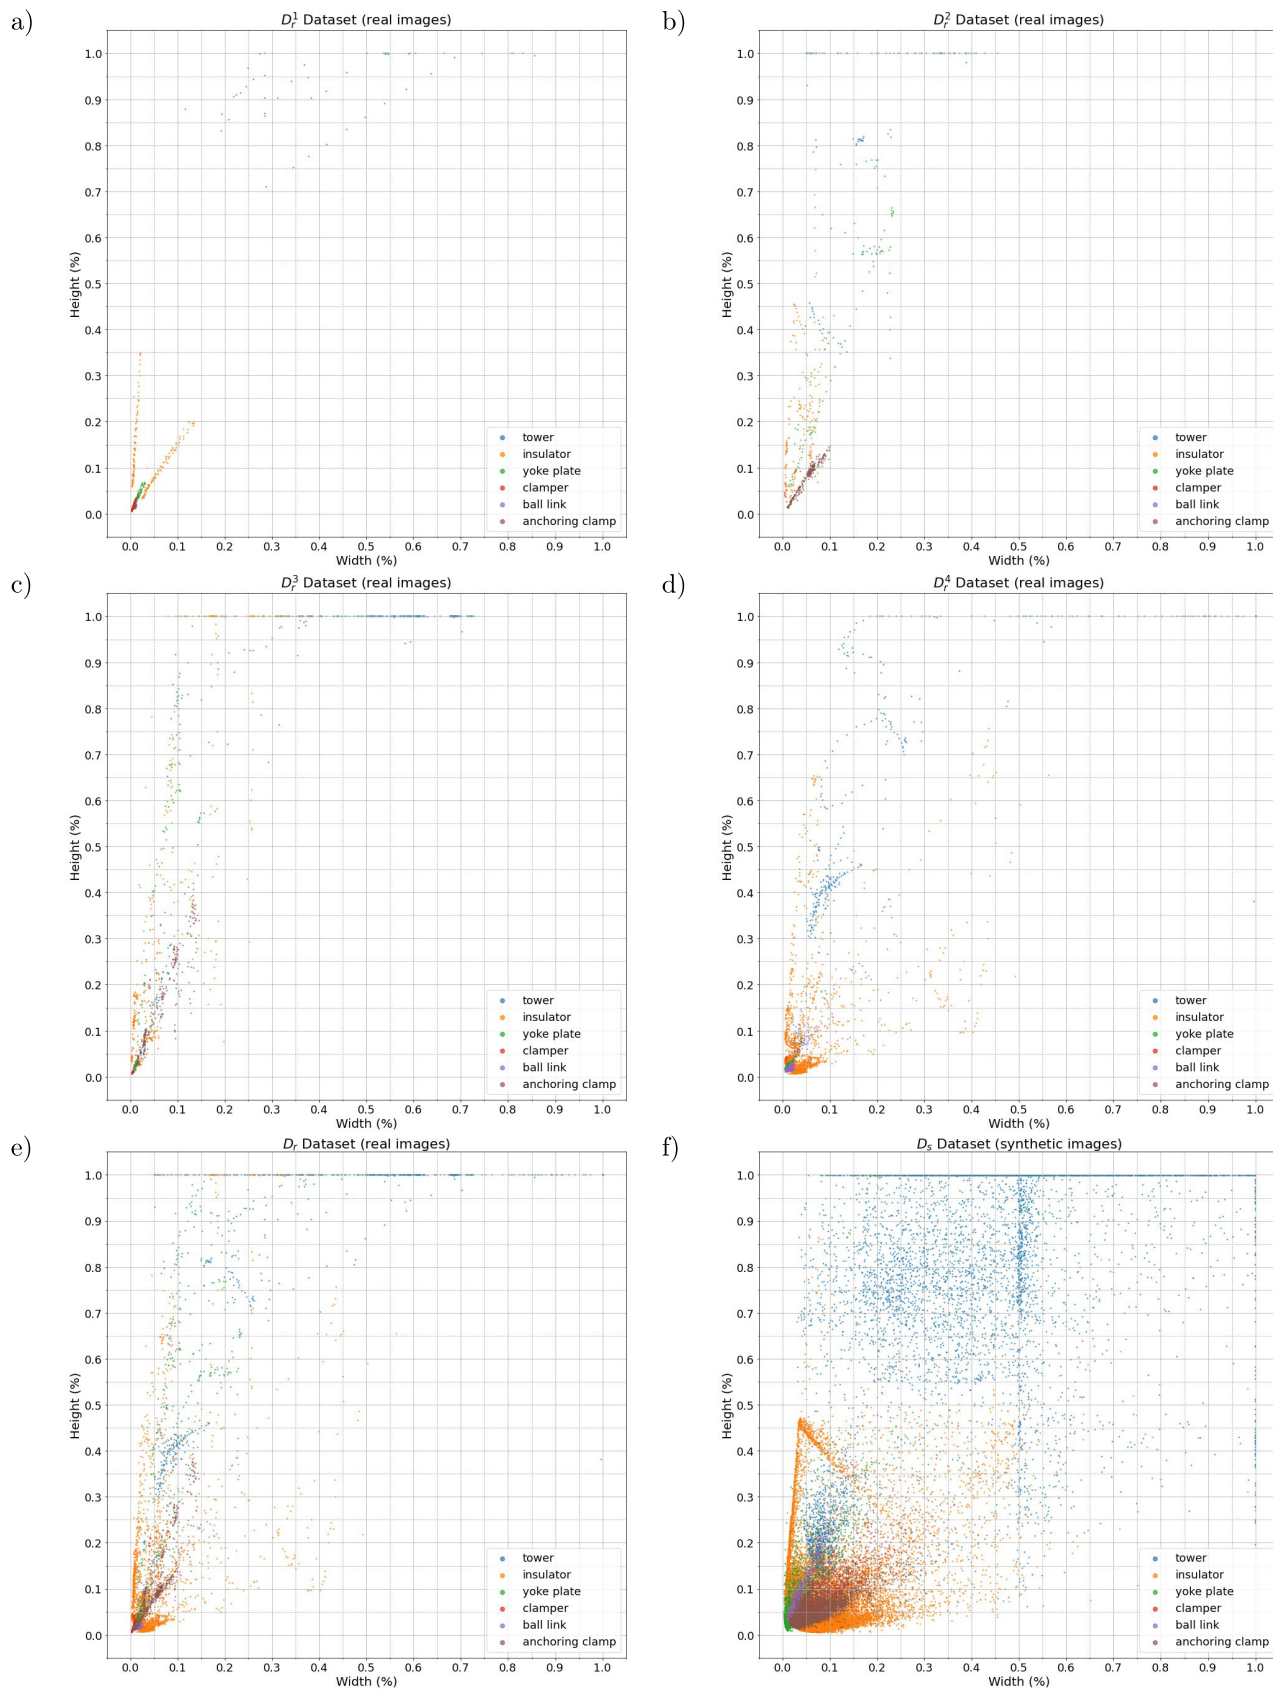 a)
D_r^1 Dataset (real images)
1.0
0.9
0.8
0.7
0.6
0.5
0.4
0.3
0.2
0.1
0.0
Height (%)
tower
insulator
yoke plate
clamper
ball link
anchoring clamp
0.0 0.1 0.2 0.3 0.4 0.5 0.6 0.7 0.8 0.9 1.0
Width (%)
b)
D_r^2 Dataset (real images)
1.0
0.9
0.8
0.7
0.6
0.5
0.4
0.3
0.2
0.1
0.0
Height (%)
tower
insulator
yoke plate
clamper
ball link
anchoring clamp
0.0 0.1 0.2 0.3 0.4 0.5 0.6 0.7 0.8 0.9 1.0
Width (%)
c)
D_r^3 Dataset (real images)
1.0
0.9
0.8
0.7
0.6
0.5
0.4
0.3
0.2
0.1
0.0
Height (%)
tower
insulator
yoke plate
clamper
ball link
anchoring clamp
0.0 0.1 0.2 0.3 0.4 0.5 0.6 0.7 0.8 0.9 1.0
Width (%)
d)
D_r^4 Dataset (real images)
1.0
0.9
0.8
0.7
0.6
0.5
0.4
0.3
0.2
0.1
0.0
Height (%)
tower
insulator
yoke plate
clamper
ball link
anchoring clamp
0.0 0.1 0.2 0.3 0.4 0.5 0.6 0.7 0.8 0.9 1.0
Width (%)
e)
D_r Dataset (real images)
1.0
0.9
0.8
0.7
0.6
0.5
0.4
0.3
0.2
0.1
0.0
Height (%)
tower
insulator
yoke plate
clamper
ball link
anchoring clamp
0.0 0.1 0.2 0.3 0.4 0.5 0.6 0.7 0.8 0.9 1.0
Width (%)
f)
D_s Dataset (synthetic images)
1.0
0.9
0.8
0.7
0.6
0.5
0.4
0.3
0.2
0.1
0.0
Height (%)
tower
insulator
yoke plate
clamper
ball link
anchoring clamp
0.0 0.1 0.2 0.3 0.4 0.5 0.6 0.7 0.8 0.9 1.0
Width (%)